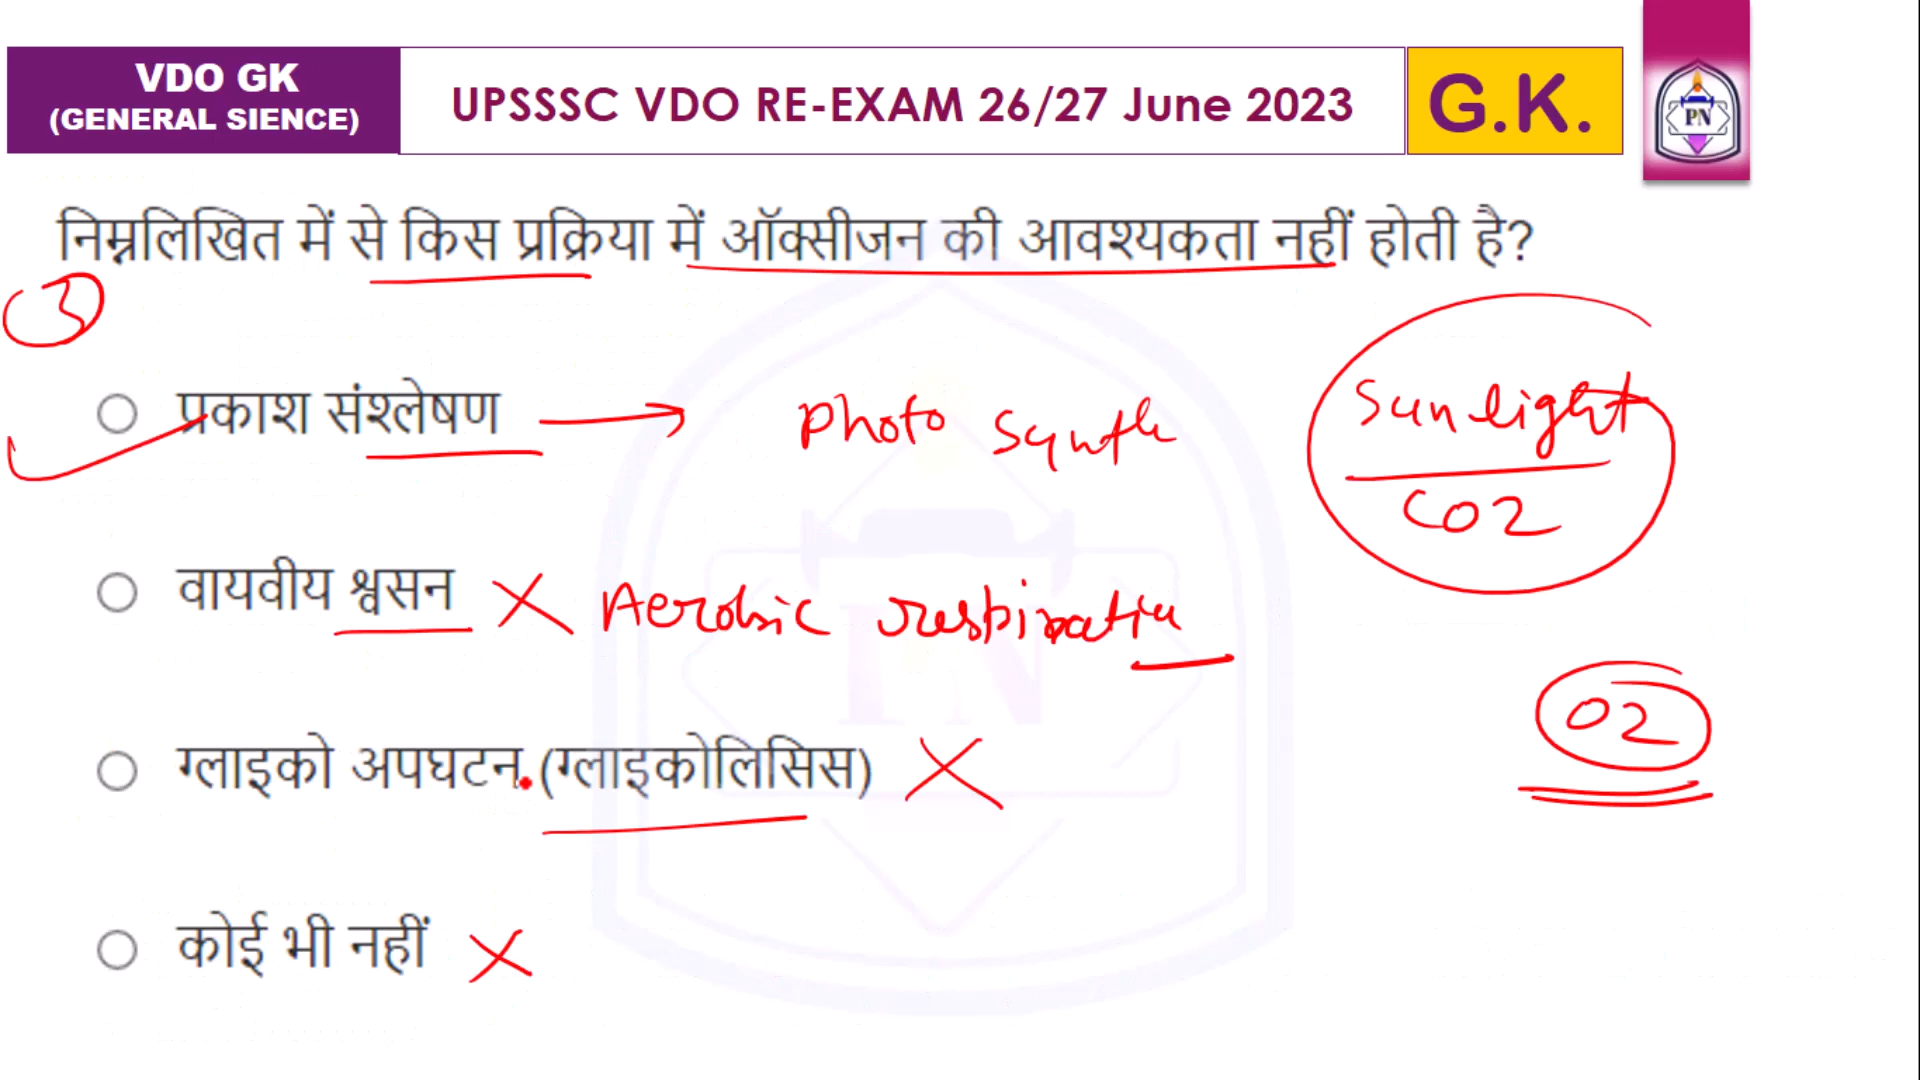 VDO GK
(GENERAL SIENCE)
UPSSSC VDO RE-EXAM 26/27 June 2023
G.K.
PN
निम्नलिखित में से किस प्रक्रिया में ऑक्सीजन की आवश्यकता नहीं होती है?
3
प्रकाश संश्लेषण
Photo Synth
Sunlight
CO2
वायवीय श्वसन
Aerobic respiration
O2
ग्लाइको अपघटन (ग्लाइकोलिसिस)
कोई भी नहीं